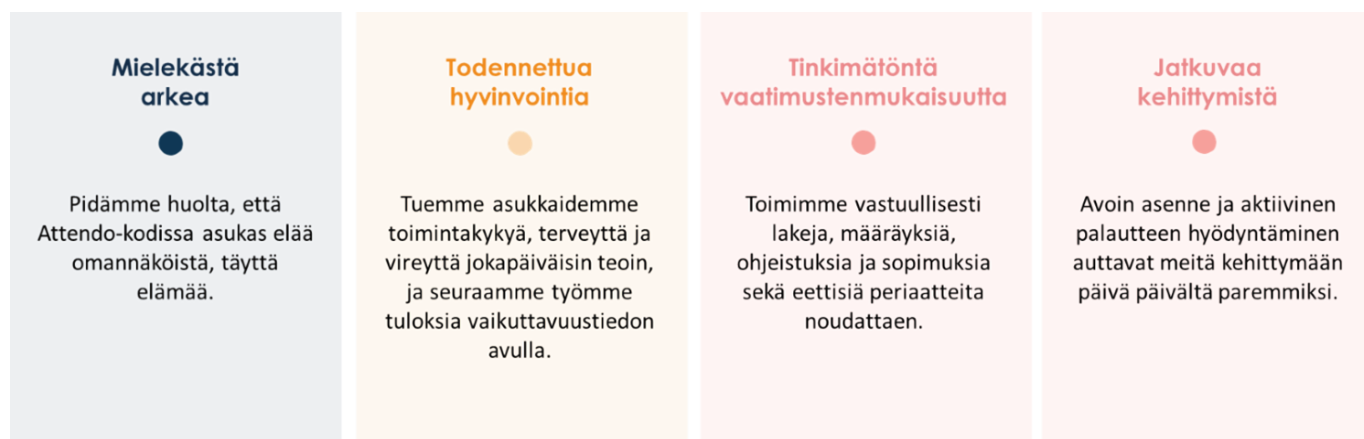 Mielekästä
arkea
Pidämme huolta, että
Attendo-kodissa asukas elää
omannäköistä, täyttä
elämää.
Todennettua
hyvinvointia
Tuemme asukkaidemme
toimintakykyä, terveyttä ja
vireyttä jokapäiväisin teoin,
ja seuraamme työmme
tuloksia vaikuttavuustiedon
avulla.
Tinkimätöntä
vaatimustenmukaisuutta
Toimimme vastuullisesti
lakeja, määräyksiä,
ohjeistuksia ja sopimuksia
sekä eettisiä periaatteita
noudattaen.
Jatkuvaa
kehittymistä
Avoin asenne ja aktiivinen
palautteen hyödyntäminen
auttavat meitä kehittymään
päivä päivältä paremmiksi.